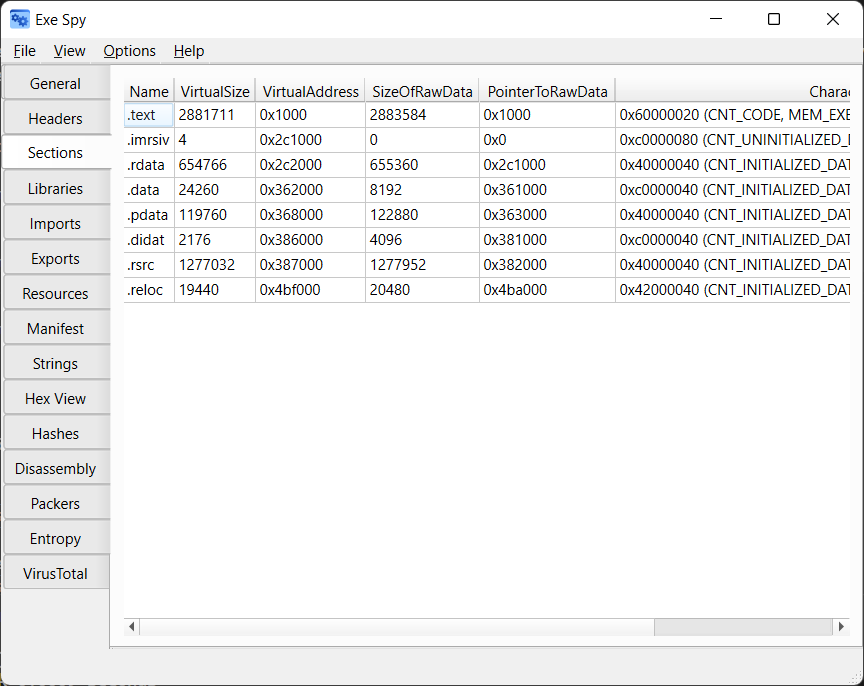 Exe Spy
File View Options Help
General
Headers
Sections
Libraries
Imports
Exports
Resources
Manifest
Strings
Hex View
Hashes
Disassembly
Packers
Entropy
VirusTotal
Name VirtualSize VirtualAddress SizeOfRawData PointerToRawData Charac
.text 2881711 0x1000 2883584 0x1000 0x60000020 (CNT_CODE, MEM_EXE
.imrsiv 4 0x2c1000 0 0x0 0xc0000080 (CNT_UNINITIALIZED_
.rdata 654766 0x2c2000 655360 0x2c1000 0x40000040 (CNT_INITIALIZED_DAT
.data 24260 0x362000 8192 0x361000 0xc0000040 (CNT_INITIALIZED_DAT
.pdata 119760 0x368000 122880 0x363000 0x40000040 (CNT_INITIALIZED_DAT
.didat 2176 0x386000 4096 0x381000 0xc0000040 (CNT_INITIALIZED_DAT
.rsrc 1277032 0x387000 1277952 0x382000 0x40000040 (CNT_INITIALIZED_DAT
.reloc 19440 0x4bf000 20480 0x4ba000 0x42000040 (CNT_INITIALIZED_DAT